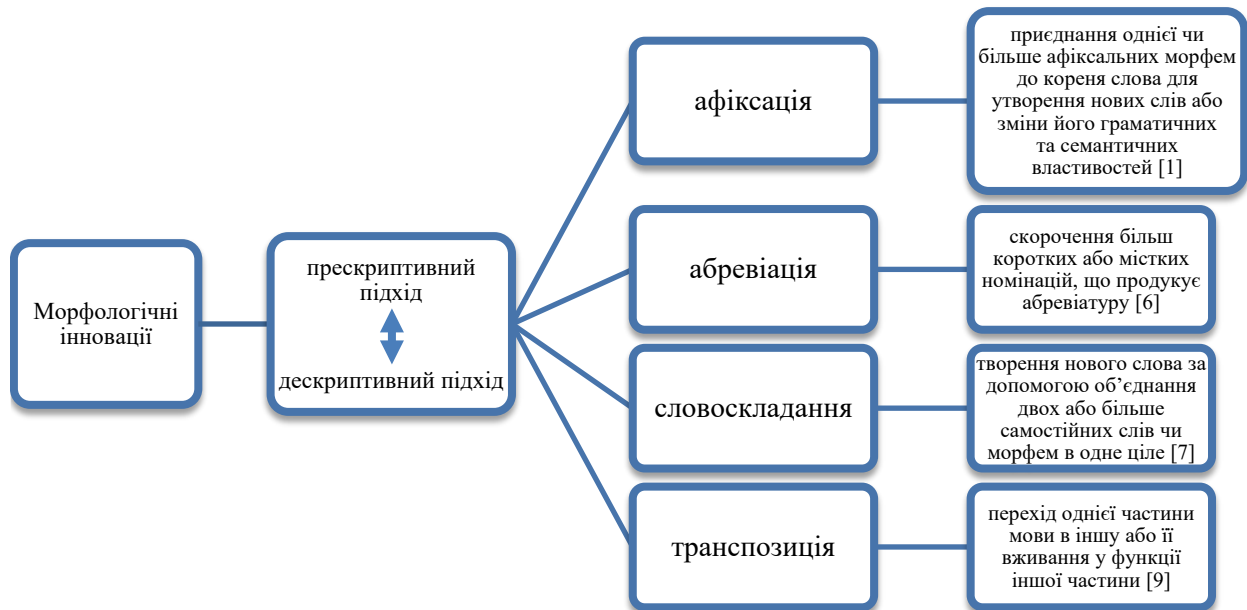 Морфологічні
інновації
прескриптивний
підхід
дескриптивний підхід
афіксація
приєднання однієї чи
більше афіксальних морфем
до кореня слова для
утворення нових слів або
зміни його граматичних
та семантичних
властивостей [1]
абревіація
скорочення більш
коротких або містких
номінацій, що продукує
абревіатуру [6]
словоскладання
творення нового слова за
допомогою об’єднання
двох або більше
самостійних слів чи
морфем в одне ціле [7]
транспозиція
перехід однієї частини
мови в іншу або її
вживання у функції
іншої частини [9]